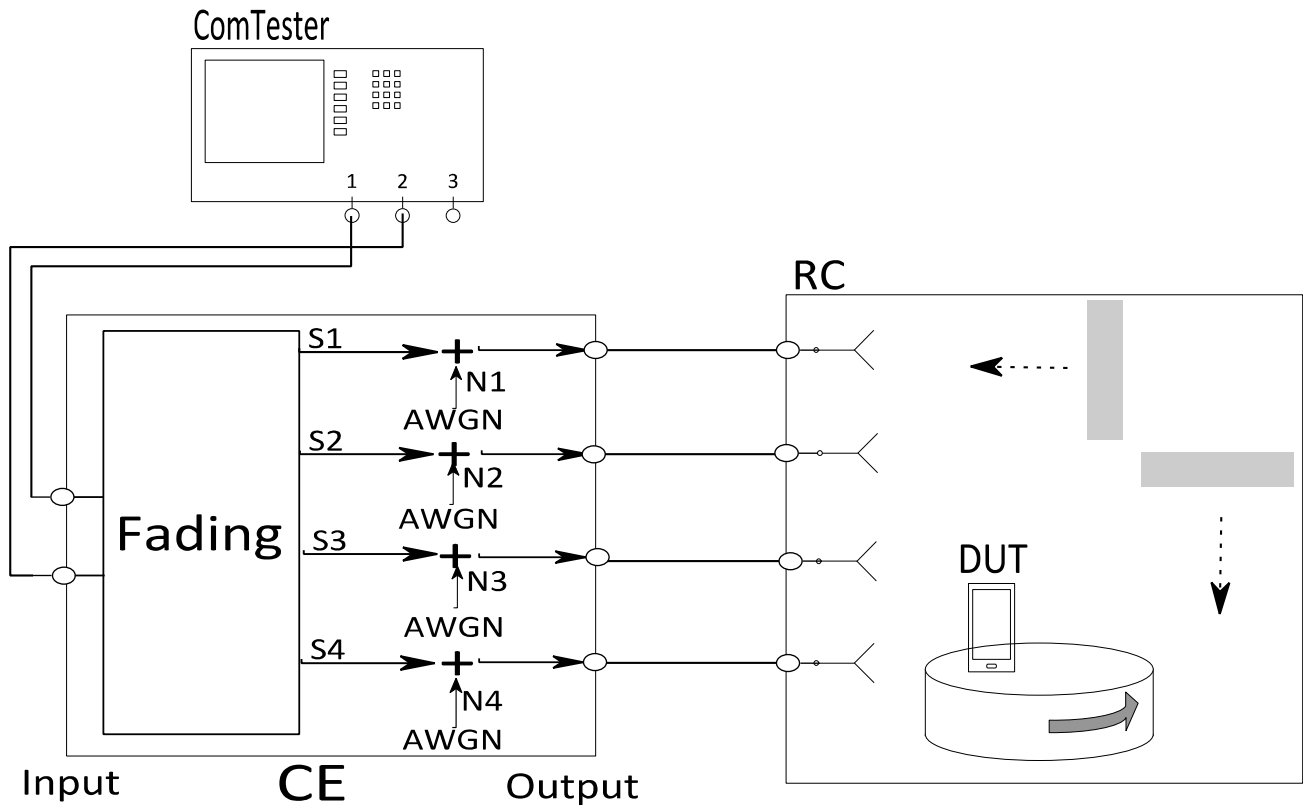 ComTester
1 2 3
RC
S1
N1
AWGN
S2
N2
AWGN
Fading
S3
N3
AWGN
DUT
S4
N4
AWGN
Input
CE
Output